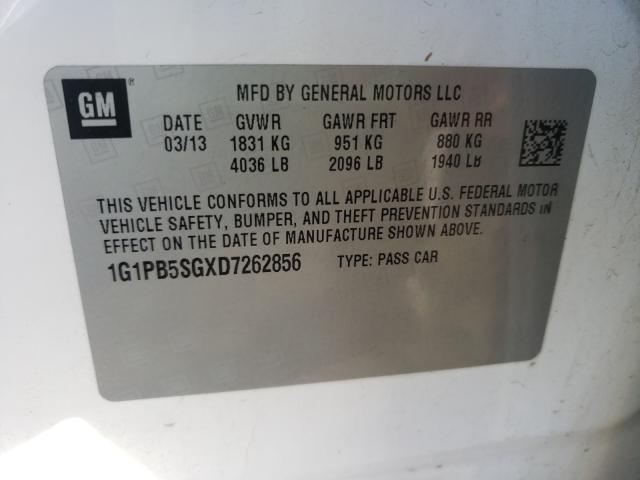 GM
MFD BY GENERAL MOTORS LLC
DATE GVWR GAWR FRT GAWR RR
03/13 1831 KG 951 KG 880 KG
4036 LB 2096 LB 1940 LB
THIS VEHICLE CONFORMS TO ALL APPLICABLE U.S. FEDERAL MOTOR
VEHICLE SAFETY, BUMPER, AND THEFT PREVENTION STANDARDS IN
EFFECT ON THE DATE OF MANUFACTURE SHOWN ABOVE.
1G1PB5SGXD7262856 TYPE: PASS CAR